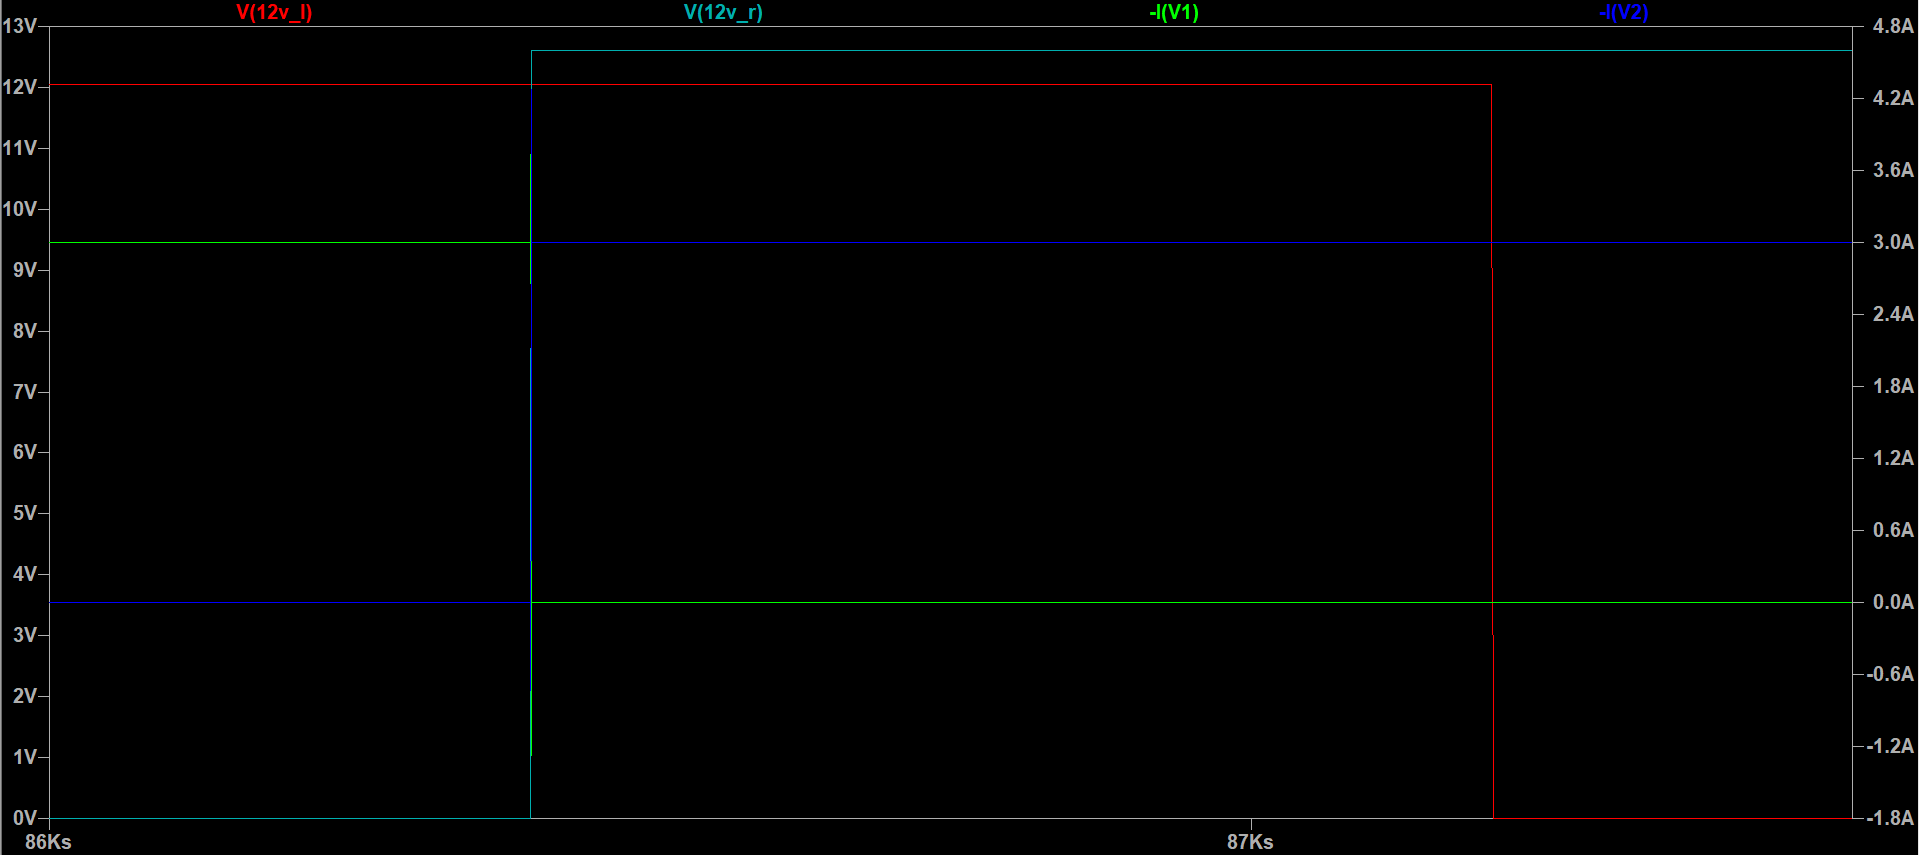 V(12v_l) V(12v_r) -I(V1) -I(V2)
13V 4.8A
12V 4.2A
11V 3.6A
10V 3.0A
9V 2.4A
8V 1.8A
7V 1.2A
6V 0.6A
5V 0.0A
4V -0.6A
3V -1.2A
2V -1.8A
1V
0V
86Ks 87Ks